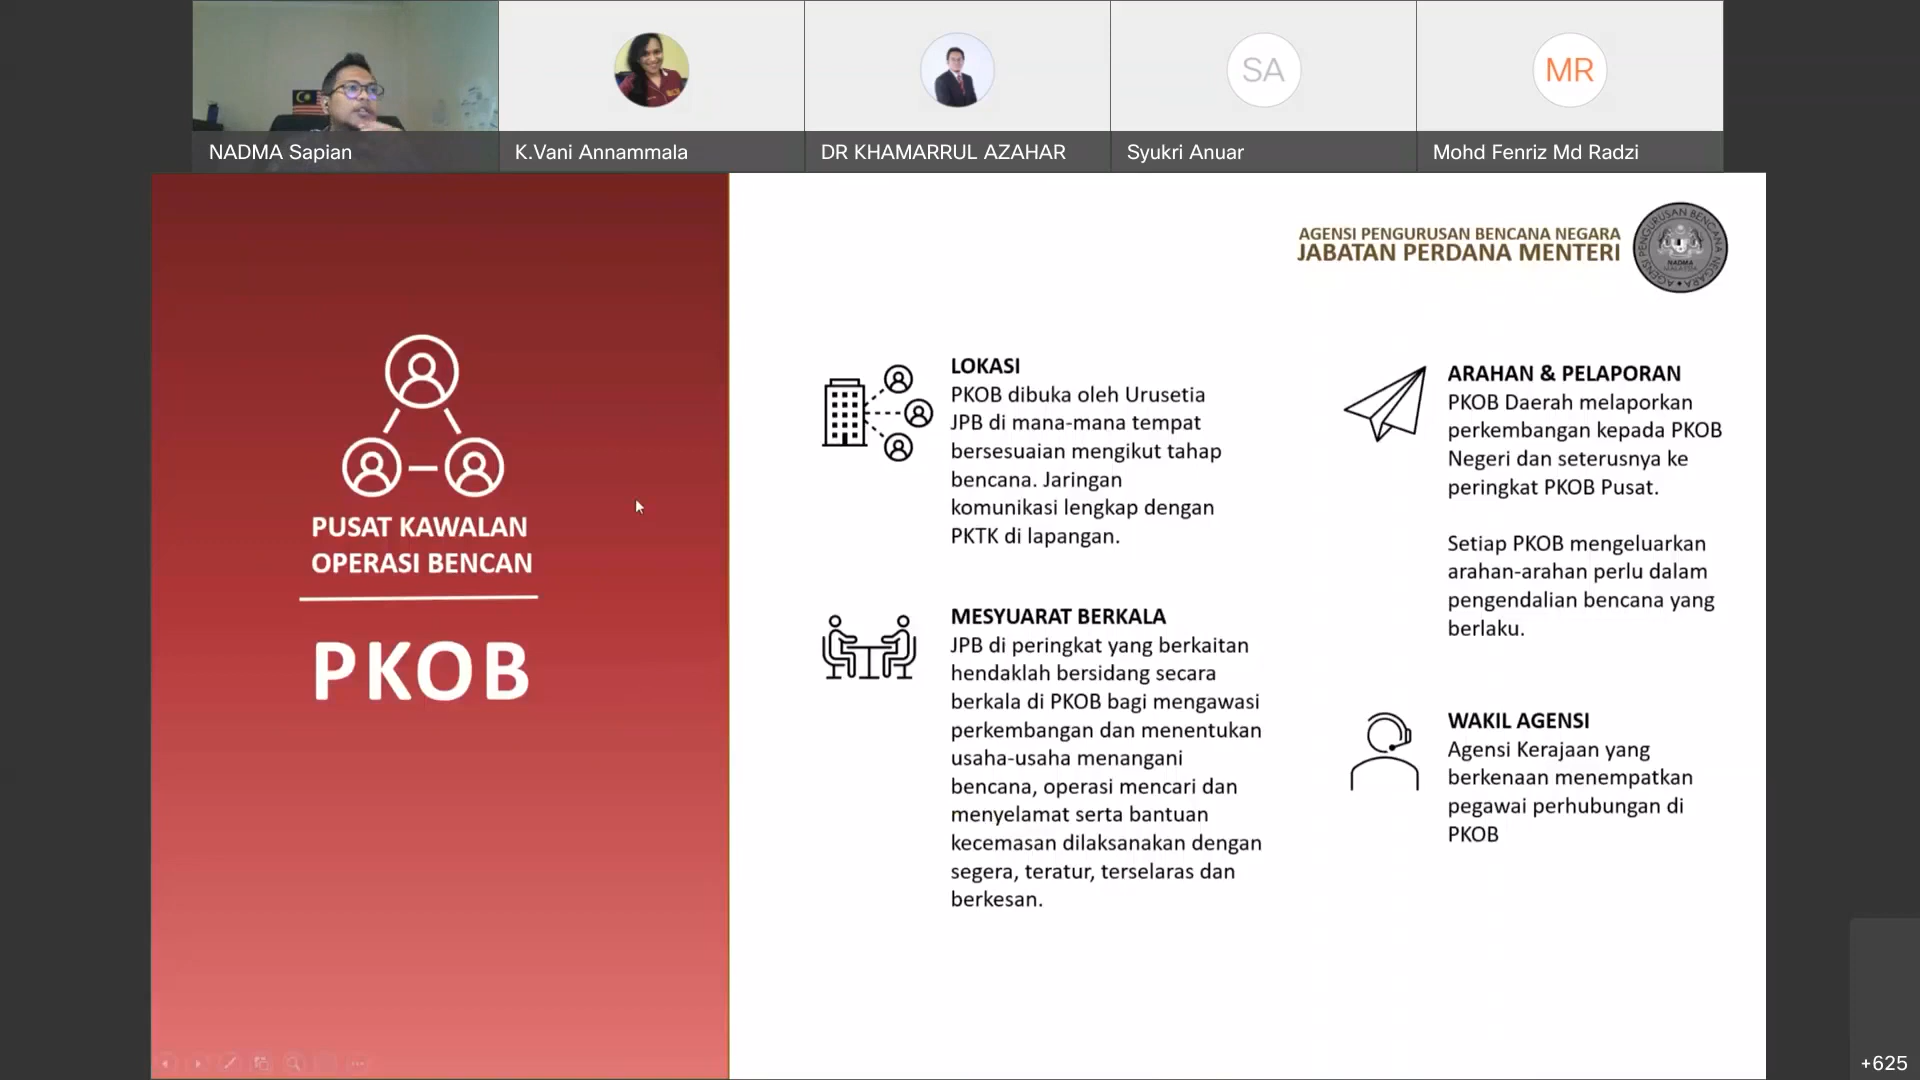 NADMA Sapian
K.Vani Annammala
DR KHAMARRUL AZAHAR
SA
Syukri Anuar
MR
Mohd Fenriz Md Radzi
AGENSI PENGURUSAN BENCANA NEGARA
JABATAN PERDANA MENTERI
AGENSI PENGURUSAN BENCANA NEGARA
NADMA
MALAYSIA
PUSAT KAWALAN
OPERASI BENCAN
PKOB
LOKASI
PKOB dibuka oleh Urusetia
JPB di mana-mana tempat
bersesuaian mengikut tahap
bencana. Jaringan
komunikasi lengkap dengan
PKTK di lapangan.
MESYUARAT BERKALA
JPB di peringkat yang berkaitan
hendaklah bersidang secara
berkala di PKOB bagi mengawasi
perkembangan dan menentukan
usaha-usaha menangani
bencana, operasi mencari dan
menyelamat serta bantuan
kecemasan dilaksanakan dengan
segera, teratur, terselaras dan
berkesan.
ARAHAN & PELAPORAN
PKOB Daerah melaporkan
perkembangan kepada PKOB
Negeri dan seterusnya ke
peringkat PKOB Pusat.
Setiap PKOB mengeluarkan
arahan-arahan perlu dalam
pengendalian bencana yang
berlaku.
WAKIL AGENSI
Agensi Kerajaan yang
berkenaan menempatkan
pegawai perhubungan di
PKOB
+625